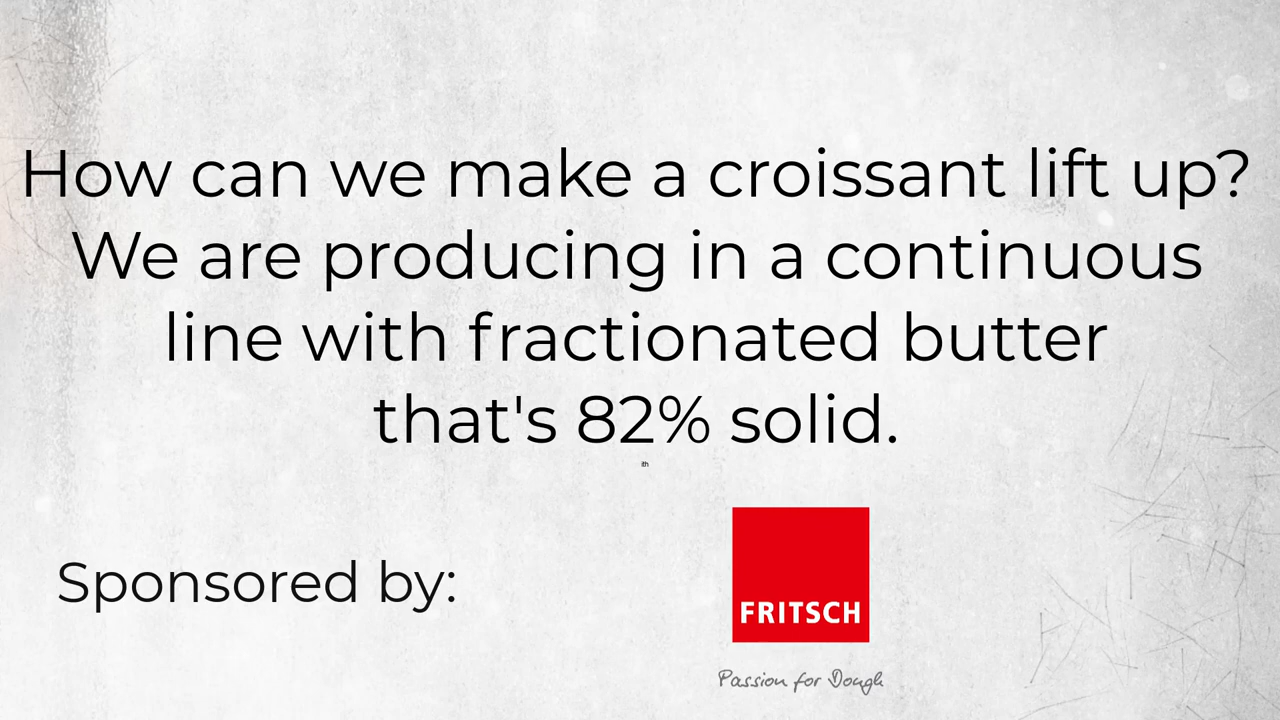 How can we make a croissant lift up?
We are producing in a continuous
line with fractionated butter
that's 82% solid.
ith
Sponsored by:
FRITSCH
Passion for Dough